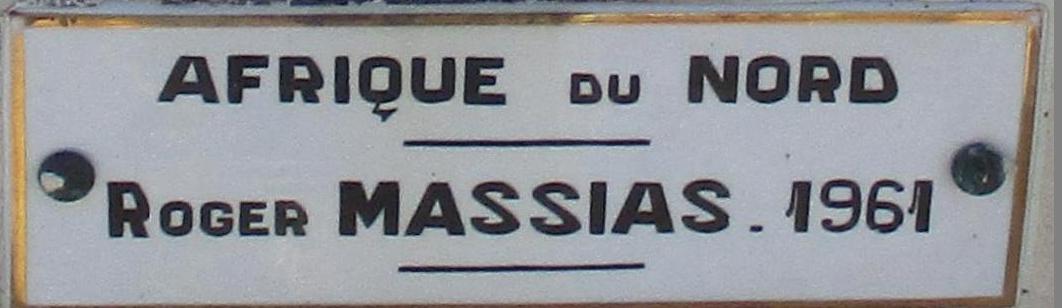 AFRIQUE DU NORD
ROGER MASSIAS. 1961